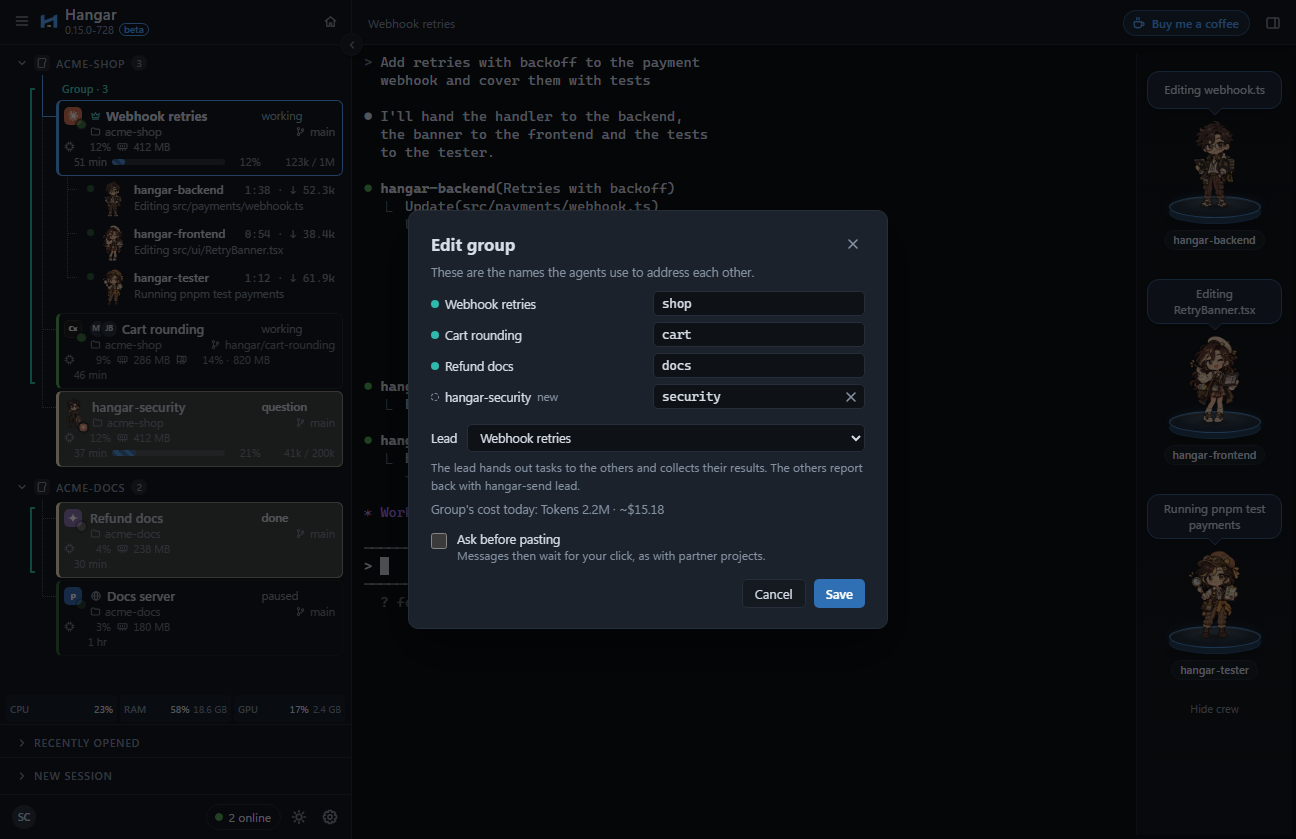 Hangar
0.15.0-728 beta
Webhook retries
Buy me a coffee
ACME-SHOP 3
Group · 3
Webhook retries working
acme-shop main
12% 412 MB
51 min 12% 123k / 1M
hangar-backend 1:38 · ↓ 52.3k
Editing src/payments/webhook.ts
hangar-frontend 0:54 · ↓ 38.4k
Editing src/ui/RetryBanner.tsx
hangar-tester 1:12 · ↓ 61.9k
Running pnpm test payments
Cx M JB Cart rounding working
acme-shop hangar/cart-rounding
9% 286 MB 14% · 820 MB
46 min
hangar-security question
acme-shop main
12% 412 MB
37 min 21% 41k / 200k
ACME-DOCS 2
Refund docs done
acme-docs main
4% 238 MB
30 min
P Docs server paused
acme-docs main
3% 180 MB
1 hr
CPU 23% RAM 58% 18.6 GB GPU 17% 2.4 GB
RECENTLY OPENED
NEW SESSION
SC 2 online
> Add retries with backoff to the payment
webhook and cover them with tests
● I'll hand the handler to the backend,
the banner to the frontend and the tests
to the tester.
● hangar-backend(Retries with backoff)
Update(src/payments/webhook.ts)
>
Edit group
These are the names the agents use to address each other.
Webhook retries shop
Cart rounding cart
Refund docs docs
hangar-security new security
Lead Webhook retries
The lead hands out tasks to the others and collects their results. The others report
back with hangar-send lead.
Group's cost today: Tokens 2.2M · ~$15.18
Ask before pasting
Messages then wait for your click, as with partner projects.
Cancel Save
Editing webhook.ts
hangar-backend
Editing
RetryBanner.tsx
hangar-frontend
Running pnpm test
payments
hangar-tester
Hide crew